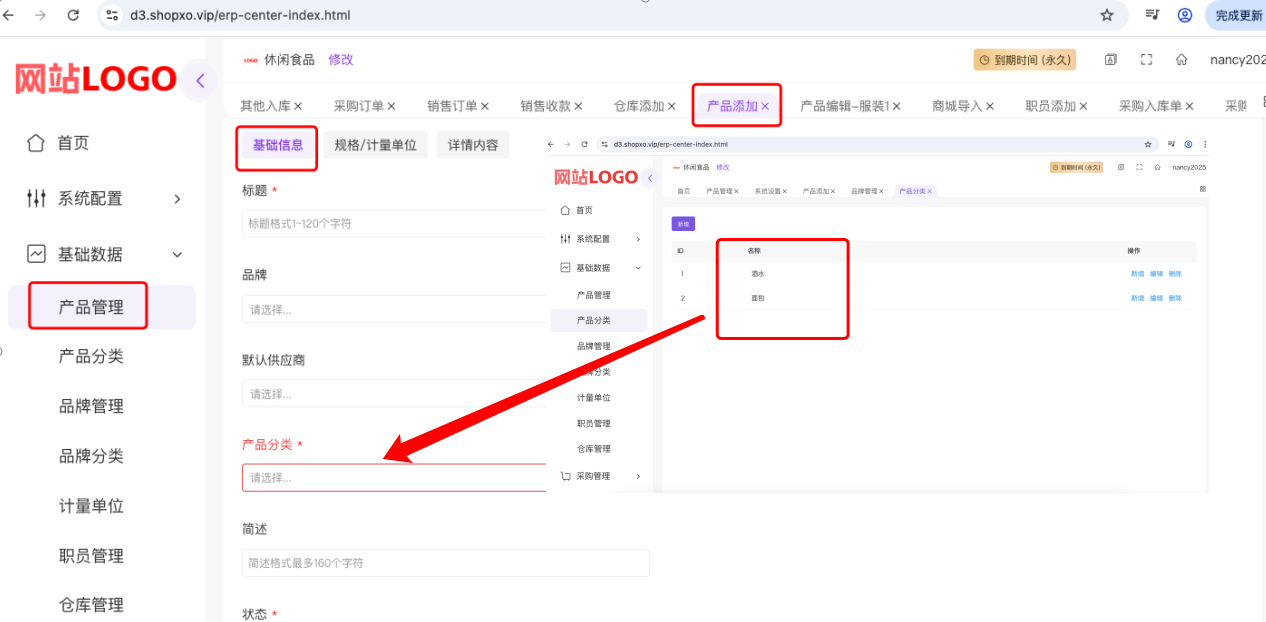 d3.shopxo.vip/erp-center-index.html
完成更新
网站LOGO
休闲食品 修改
到期时间 (永久)
nancy202
其他入库 × 采购订单 × 销售订单 × 销售收款 × 仓库添加 × 产品添加 × 产品编辑-服装1 × 商城导入 × 职员添加 × 采购入库单 × 采购
首页
系统配置
基础数据
产品管理
产品分类
品牌管理
品牌分类
计量单位
职员管理
仓库管理
基础信息 规格/计量单位 详情内容
标题 *
标题格式1~120个字符
品牌
请选择...
默认供应商
请选择...
产品分类 *
请选择...
简述
简述格式最多160个字符
状态 *
d3.shopxo.vip/erp-center-index.html
网站LOGO
休闲食品 修改
到期时间 (永久)
nancy2025
首页 产品管理 × 系统设置 × 产品添加 × 品牌管理 × 产品分类 ×
首页
系统配置
基础数据
产品管理
产品分类
品牌管理
分类
计量单位
职员管理
仓库管理
采购管理
新增
ID 名称 操作
1 酒水 新增 编辑 删除
2 面包 新增 编辑 删除